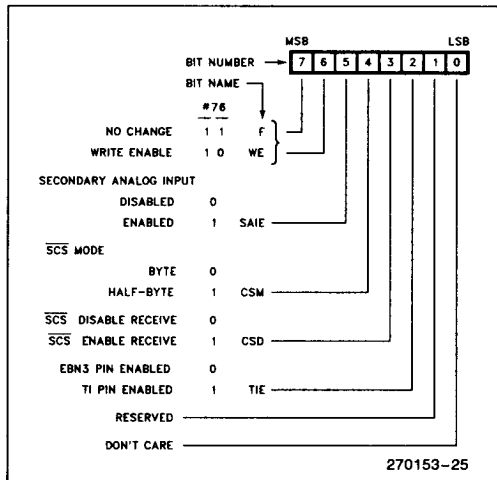 MSB LSB
BIT NUMBER 7 6 5 4 3 2 1 0
BIT NAME
#76
NO CHANGE 1 1 F
WRITE ENABLE 1 0 WE
SECONDARY ANALOG INPUT
DISABLED 0
ENABLED 1 SAIE
SCS MODE
BYTE 0
HALF-BYTE 1 CSM
SCS DISABLE RECEIVE 0
SCS ENABLE RECEIVE 1 CSD
EBN3 PIN ENABLED 0
TI PIN ENABLED 1 TIE
RESERVED
DON'T CARE
270153-25